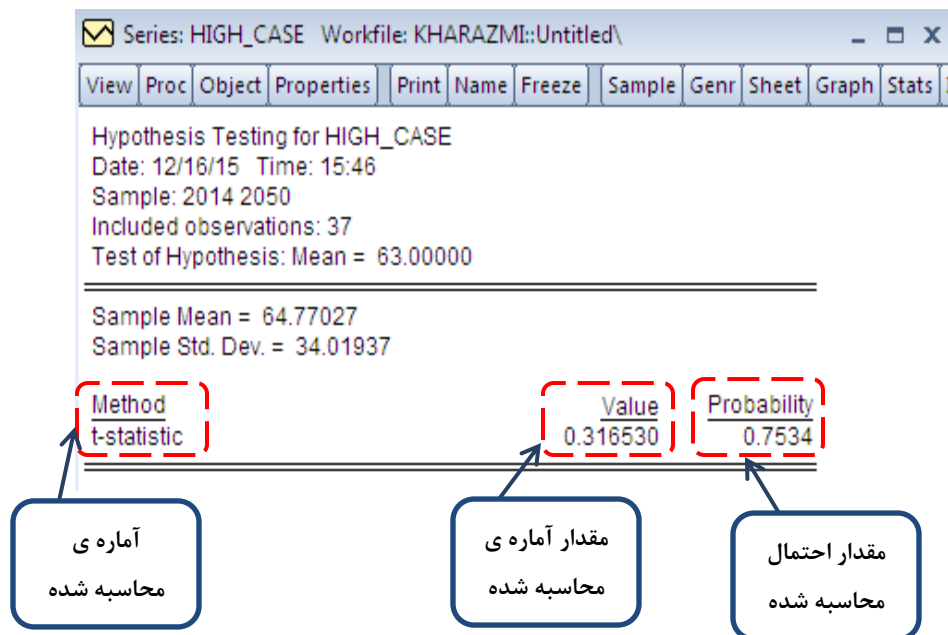 Series: HIGH_CASE Workfile: KHARAZMI::Untitled\
View Proc Object Properties Print Name Freeze Sample Genr Sheet Graph Stats
Hypothesis Testing for HIGH_CASE
Date: 12/16/15 Time: 15:46
Sample: 2014 2050
Included observations: 37
Test of Hypothesis: Mean = 63.00000
Sample Mean = 64.77027
Sample Std. Dev. = 34.01937
Method Value Probability
t-statistic 0.316530 0.7534
آماره ی
محاسبه شده
مقدار آماره ی
محاسبه شده
مقدار احتمال
محاسبه شده